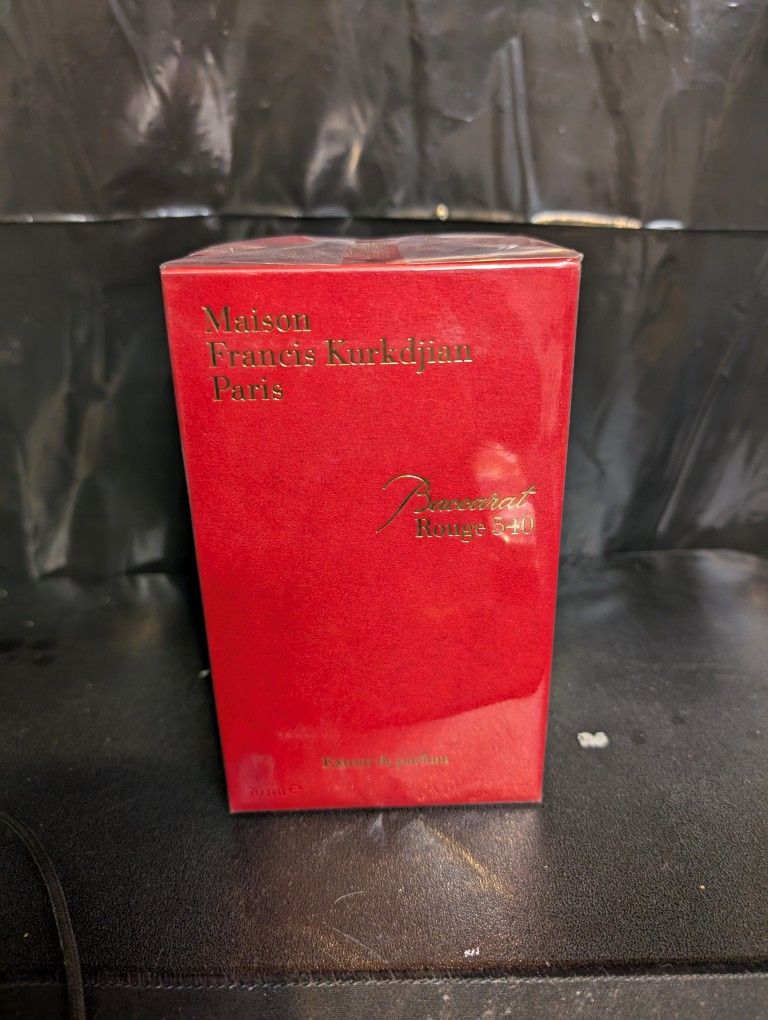 Maison
Francis Kurkdjian
Paris
Baccarat
Rouge 540
Extrait de parfum
70 ml ℮